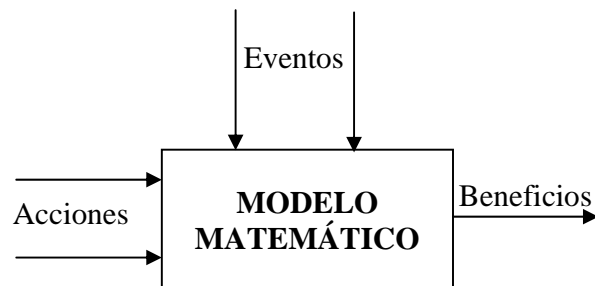 Eventos
Acciones
MODELO
MATEMÁTICO
Beneficios